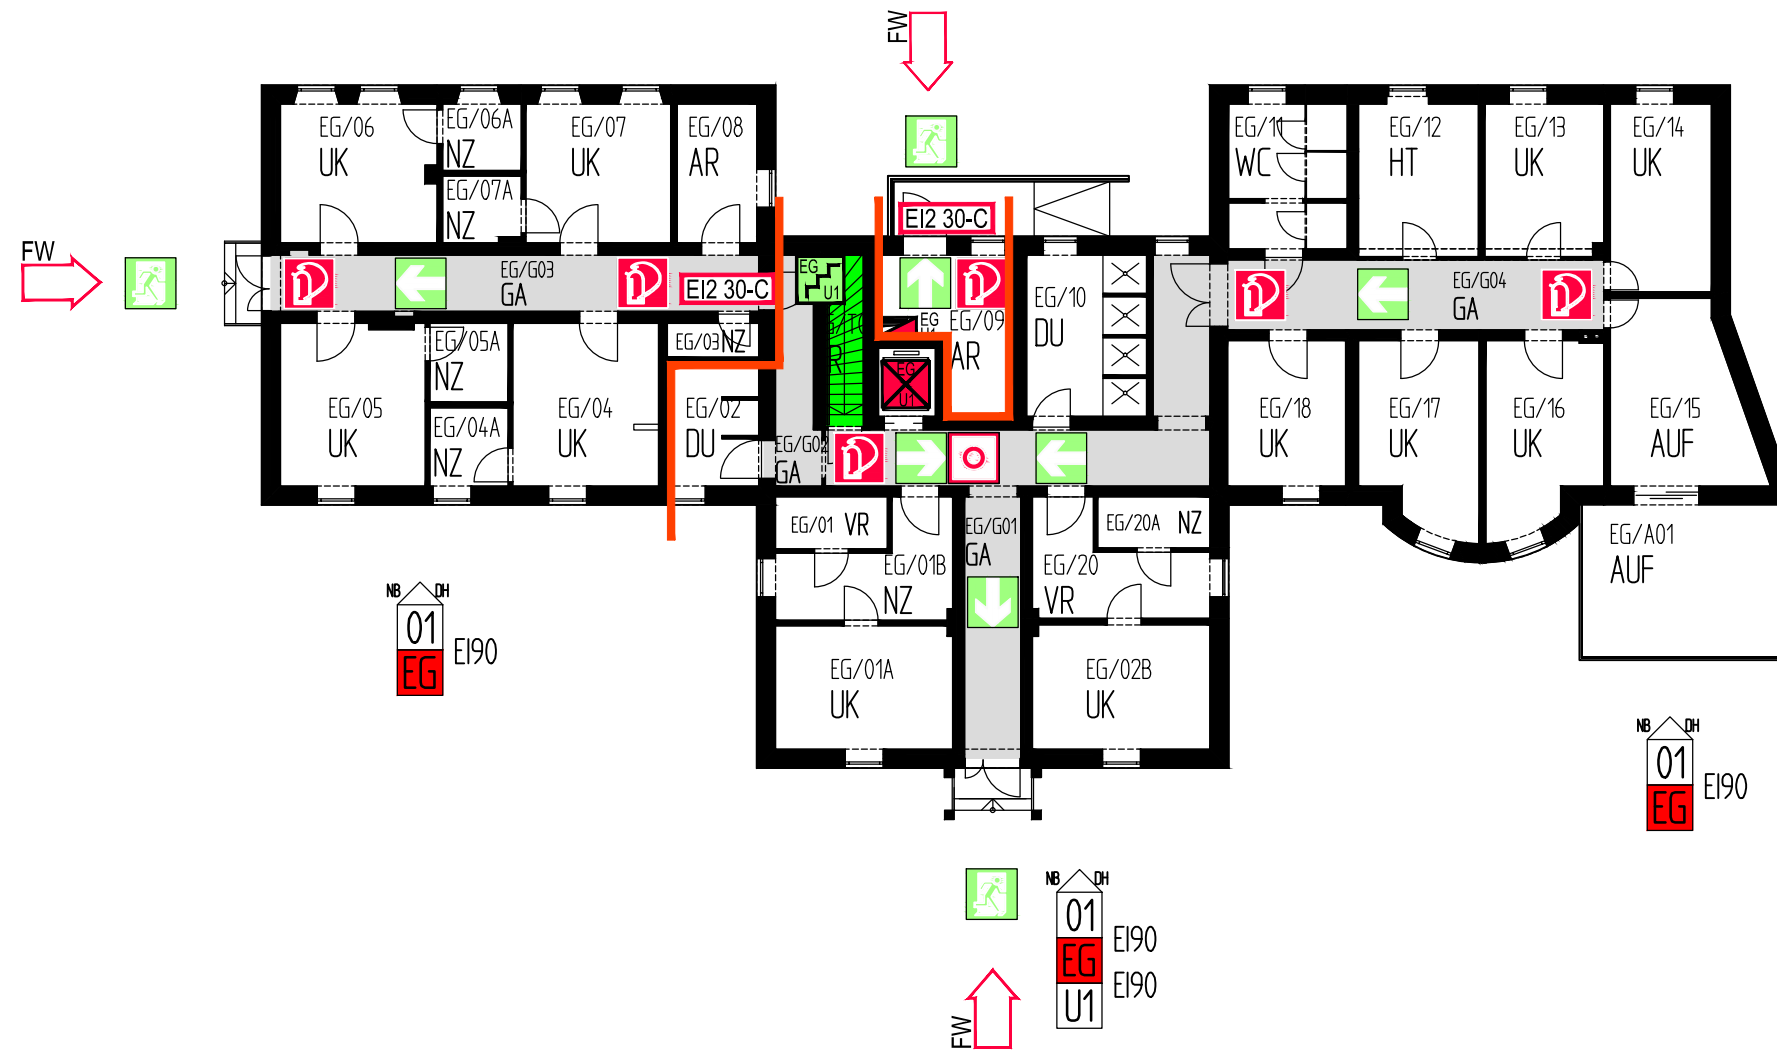 FW
EG/06
UK
EG/06A
NZ
EG/07A
NZ
EG/07
UK
EG/08
AR
EI2 30-C
EG/11
WC
EG/12
HT
EG/13
UK
EG/14
UK
FW
EG/G03
GA
EI2 30-C
EG
U1
EG
EG/09
AR
EG
U1
EG/10
DU
EG/G04
GA
EG/05
UK
EG/05A
NZ
EG/04A
NZ
EG/04
UK
EG/03 NZ
EG/02
DU
EG/G02
GA
EG/18
UK
EG/17
UK
EG/16
UK
EG/15
AUF
EG/01 VR
EG/01B
NZ
EG/G01
GA
EG/20A NZ
EG/20
VR
EG/A01
AUF
EG/01A
UK
EG/02B
UK
NB DH
01
EG
EI90
NB DH
01
EG
EI90
NB DH
01
EG
U1
EI90
EI90
FW